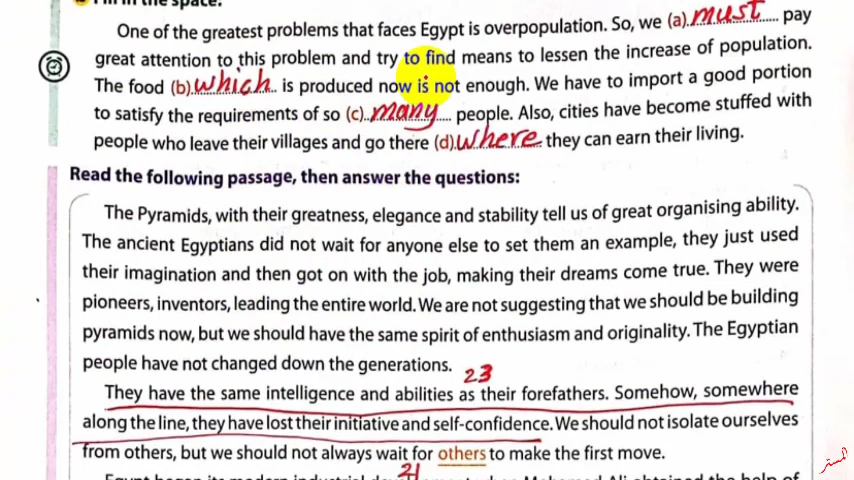 Fill in the space:
One of the greatest problems that faces Egypt is overpopulation. So, we (a) must pay
great attention to this problem and try to find means to lessen the increase of population.
The food (b) which is produced now is not enough. We have to import a good portion
to satisfy the requirements of so (c) many people. Also, cities have become stuffed with
people who leave their villages and go there (d) where they can earn their living.
Read the following passage, then answer the questions:
The Pyramids, with their greatness, elegance and stability tell us of great organising ability.
The ancient Egyptians did not wait for anyone else to set them an example, they just used
their imagination and then got on with the job, making their dreams come true. They were
pioneers, inventors, leading the entire world. We are not suggesting that we should be building
pyramids now, but we should have the same spirit of enthusiasm and originality. The Egyptian
people have not changed down the generations.
23
They have the same intelligence and abilities as their forefathers. Somehow, somewhere
along the line, they have lost their initiative and self-confidence. We should not isolate ourselves
from others, but we should not always wait for others to make the first move.
21